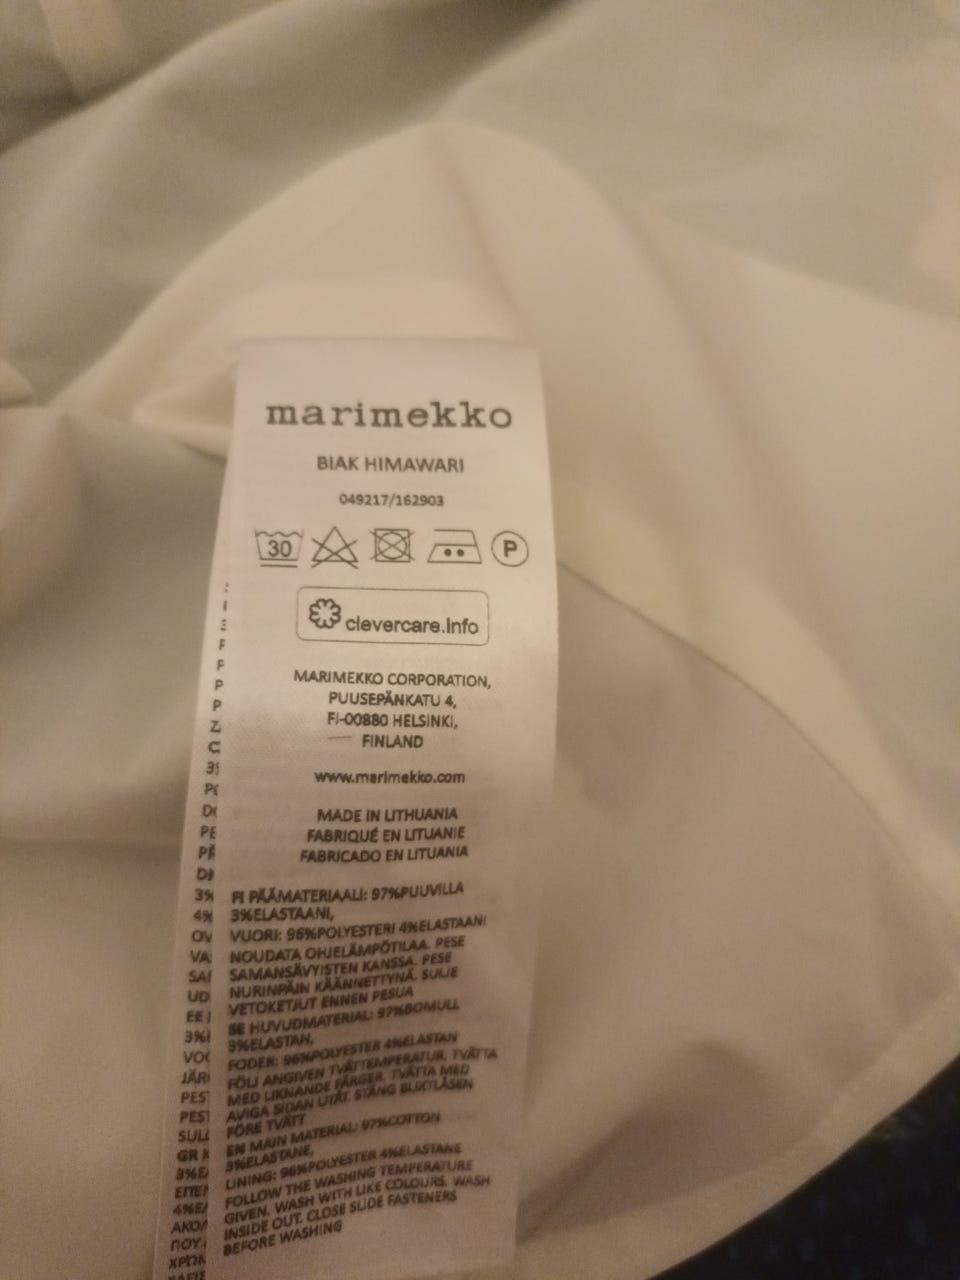 marimekko
BIAK HIMAWARI
049217/162903
30
P
clevercare.info
MARIMEKKO CORPORATION,
PUUSEPÄNKATU 4,
FI-00880 HELSINKI,
FINLAND
www.marimekko.com
MADE IN LITHUANIA
FABRIQUÉ EN LITUANIE
FABRICADO EN LITUANIA
FI PÄÄMATERIAALI: 97%PUUVILLA
3%ELASTAANI,
VUORI: 96%POLYESTERI 4%ELASTAANI
NOUDATA OHJELÄMPÖTILAA. PESE
SAMANSÄVYISTEN KANSSA. PESE
NURINPÄIN KÄÄNNETTYNÄ. SULJE
VETOKETJUT ENNEN PESUA
SE HUVUDMATERIAL: 97%BOMULL
3%ELASTAN,
FODER: 96%POLYESTER 4%ELASTAN
FÖLJ ANGIVEN TVÄTTEMPERATUR. TVÄTTA
MED LIKNANDE FÄRGER. TVÄTTA MED
AVIGA SIDAN UTÅT. STÄNG BLIXTLÅSEN
FÖRE TVÄTT
EN MAIN MATERIAL: 97%COTTON
3%ELASTANE,
LINING: 96%POLYESTER 4%ELASTANE
FOLLOW THE WASHING TEMPERATURE
GIVEN. WASH WITH LIKE COLOURS. WASH
INSIDE OUT. CLOSE SLIDE FASTENERS
BEFORE WASHING